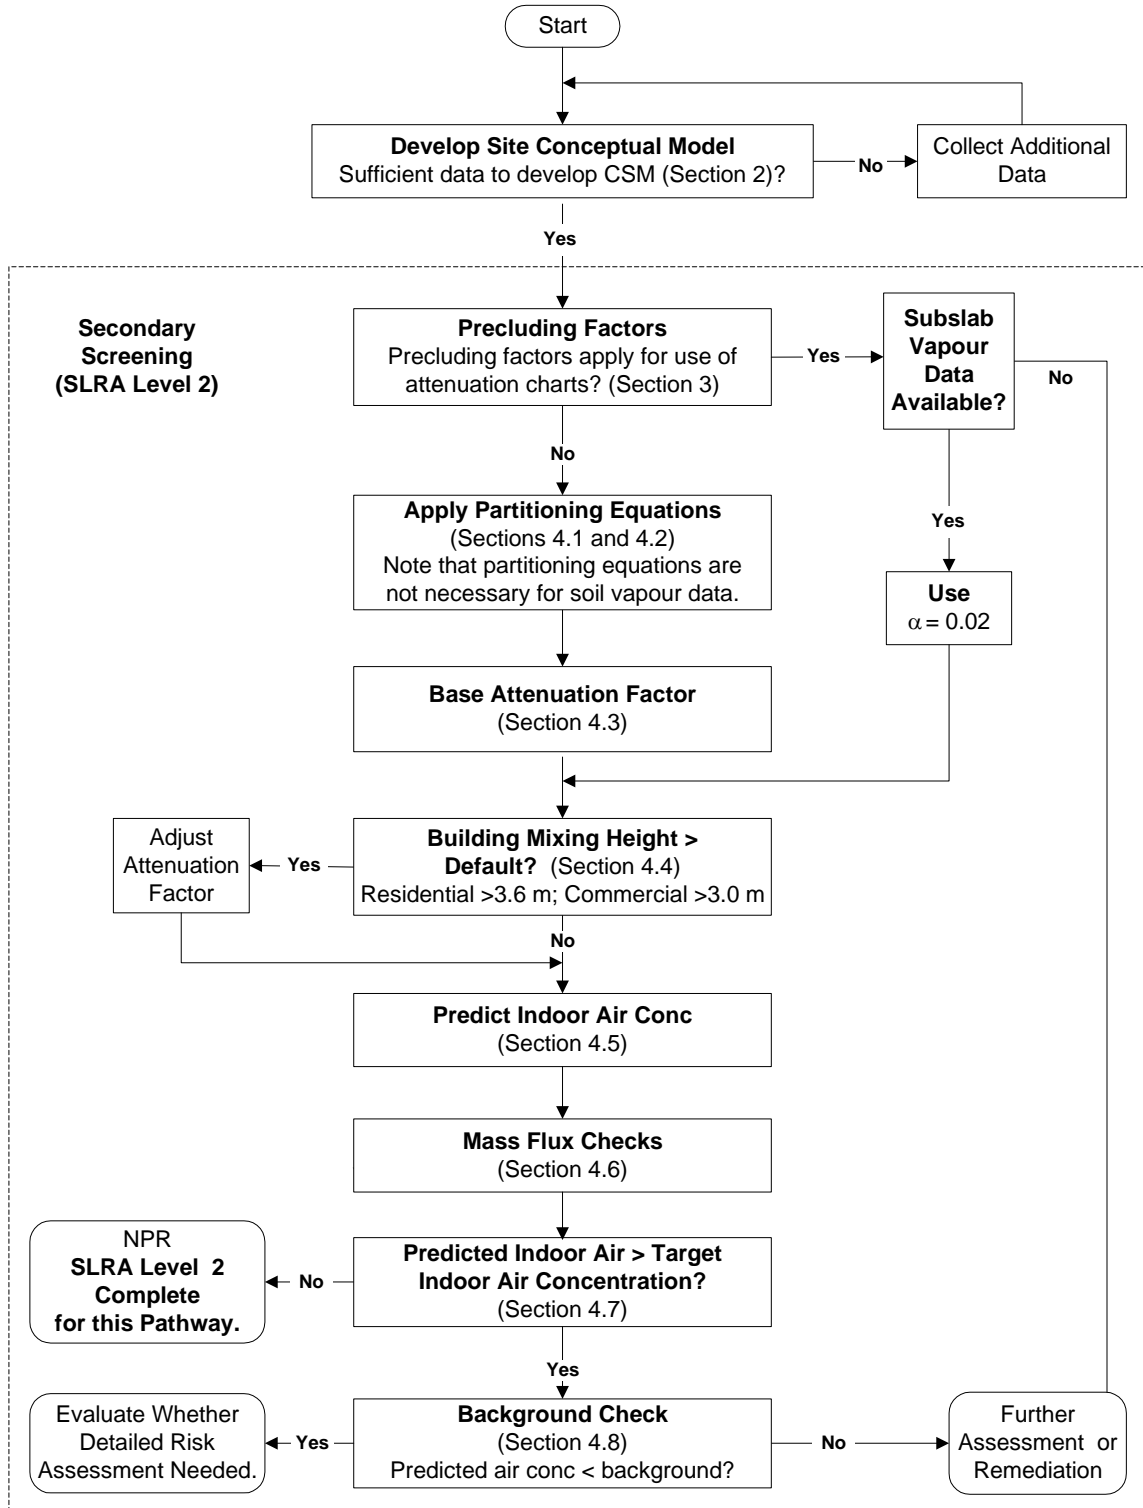 Start
Develop Site Conceptual Model
Sufficient data to develop CSM (Section 2)?
No
Collect Additional
Data
Yes
Secondary
Screening
(SLRA Level 2)
Precluding Factors
Precluding factors apply for use of
attenuation charts? (Section 3)
Yes
Subslab
Vapour
Data
Available?
No
No
Apply Partitioning Equations
(Sections 4.1 and 4.2)
Note that partitioning equations are
not necessary for soil vapour data.
Yes
Use
α = 0.02
Base Attenuation Factor
(Section 4.3)
Building Mixing Height >
Default? (Section 4.4)
Residential >3.6 m; Commercial >3.0 m
Yes
Adjust
Attenuation
Factor
No
Predict Indoor Air Conc
(Section 4.5)
Mass Flux Checks
(Section 4.6)
Predicted Indoor Air > Target
Indoor Air Concentration?
(Section 4.7)
No
NPR
SLRA Level 2
Complete
for this Pathway.
Yes
Background Check
(Section 4.8)
Predicted air conc < background?
Yes
Evaluate Whether
Detailed Risk
Assessment Needed.
No
Further
Assessment or
Remediation